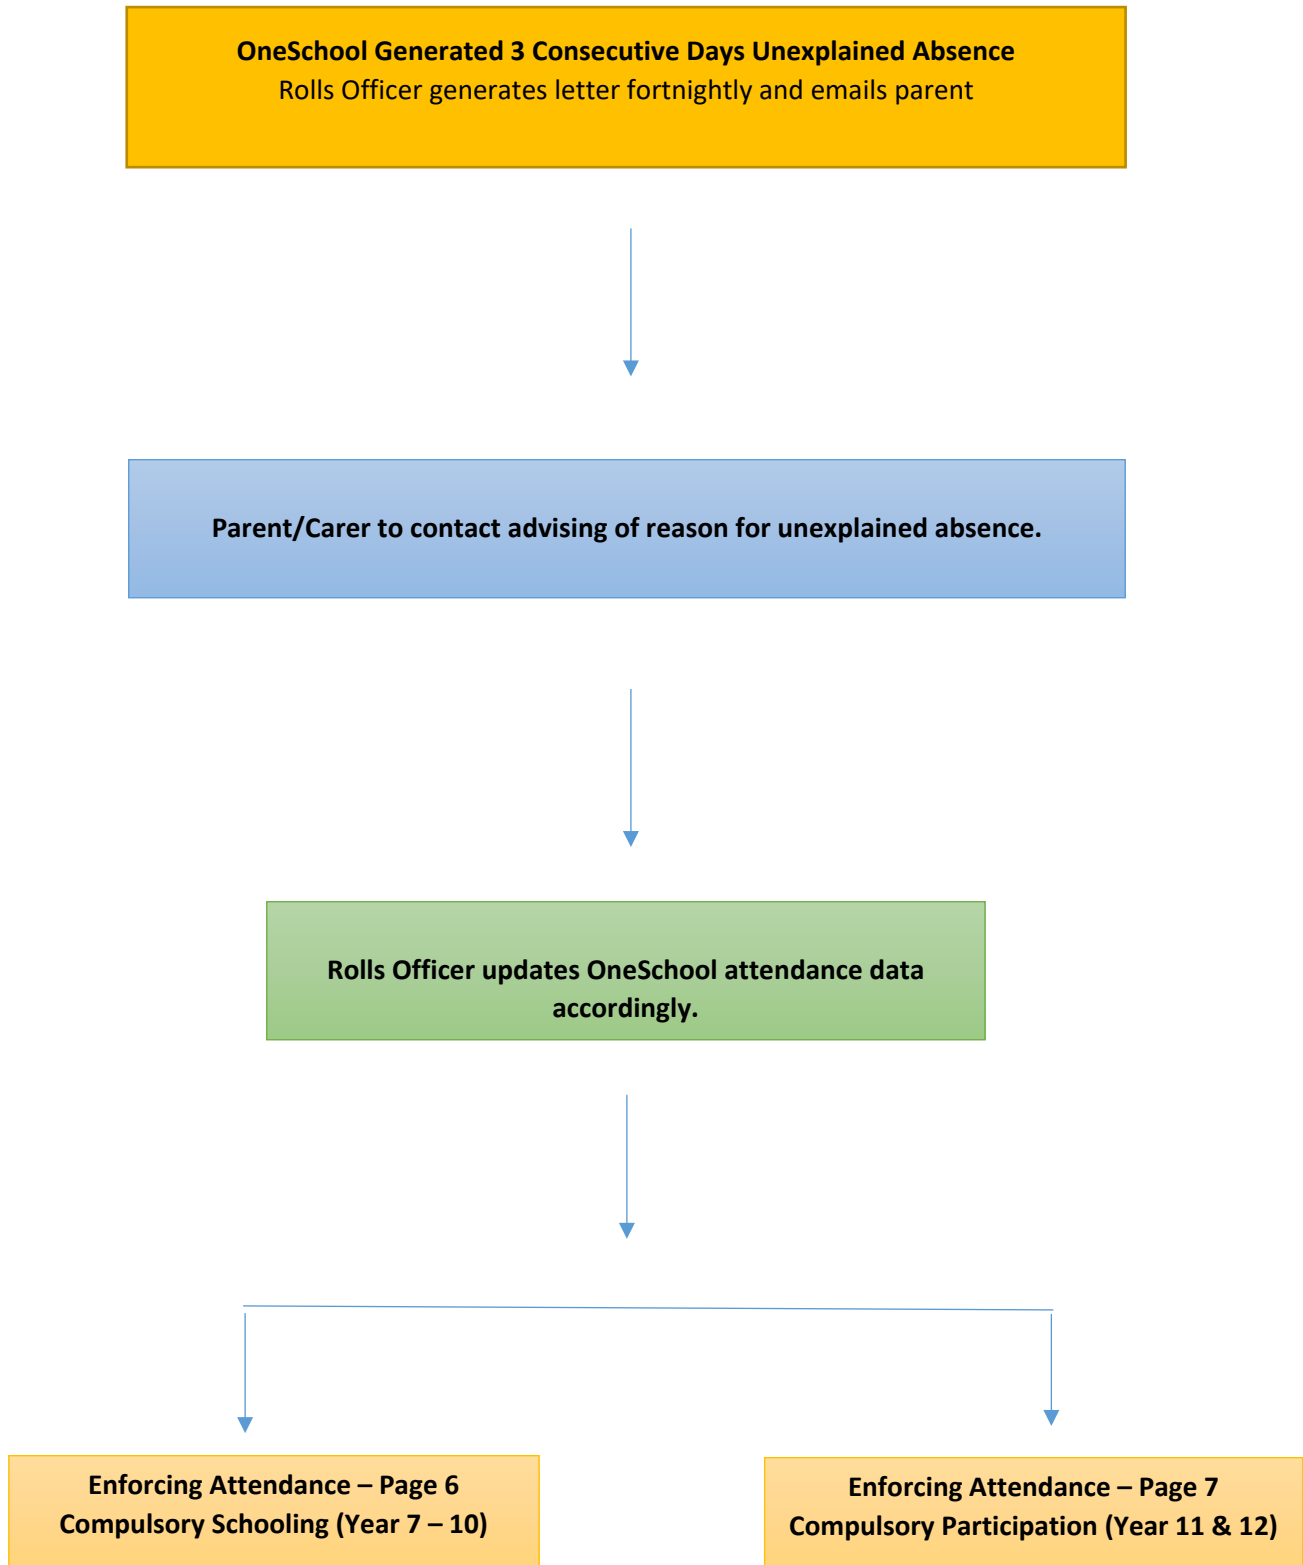 OneSchool Generated 3 Consecutive Days Unexplained Absence
Rolls Officer generates letter fortnightly and emails parent
Parent/Carer to contact advising of reason for unexplained absence.
Rolls Officer updates OneSchool attendance data
accordingly.
Enforcing Attendance – Page 6
Compulsory Schooling (Year 7 – 10)
Enforcing Attendance – Page 7
Compulsory Participation (Year 11 & 12)